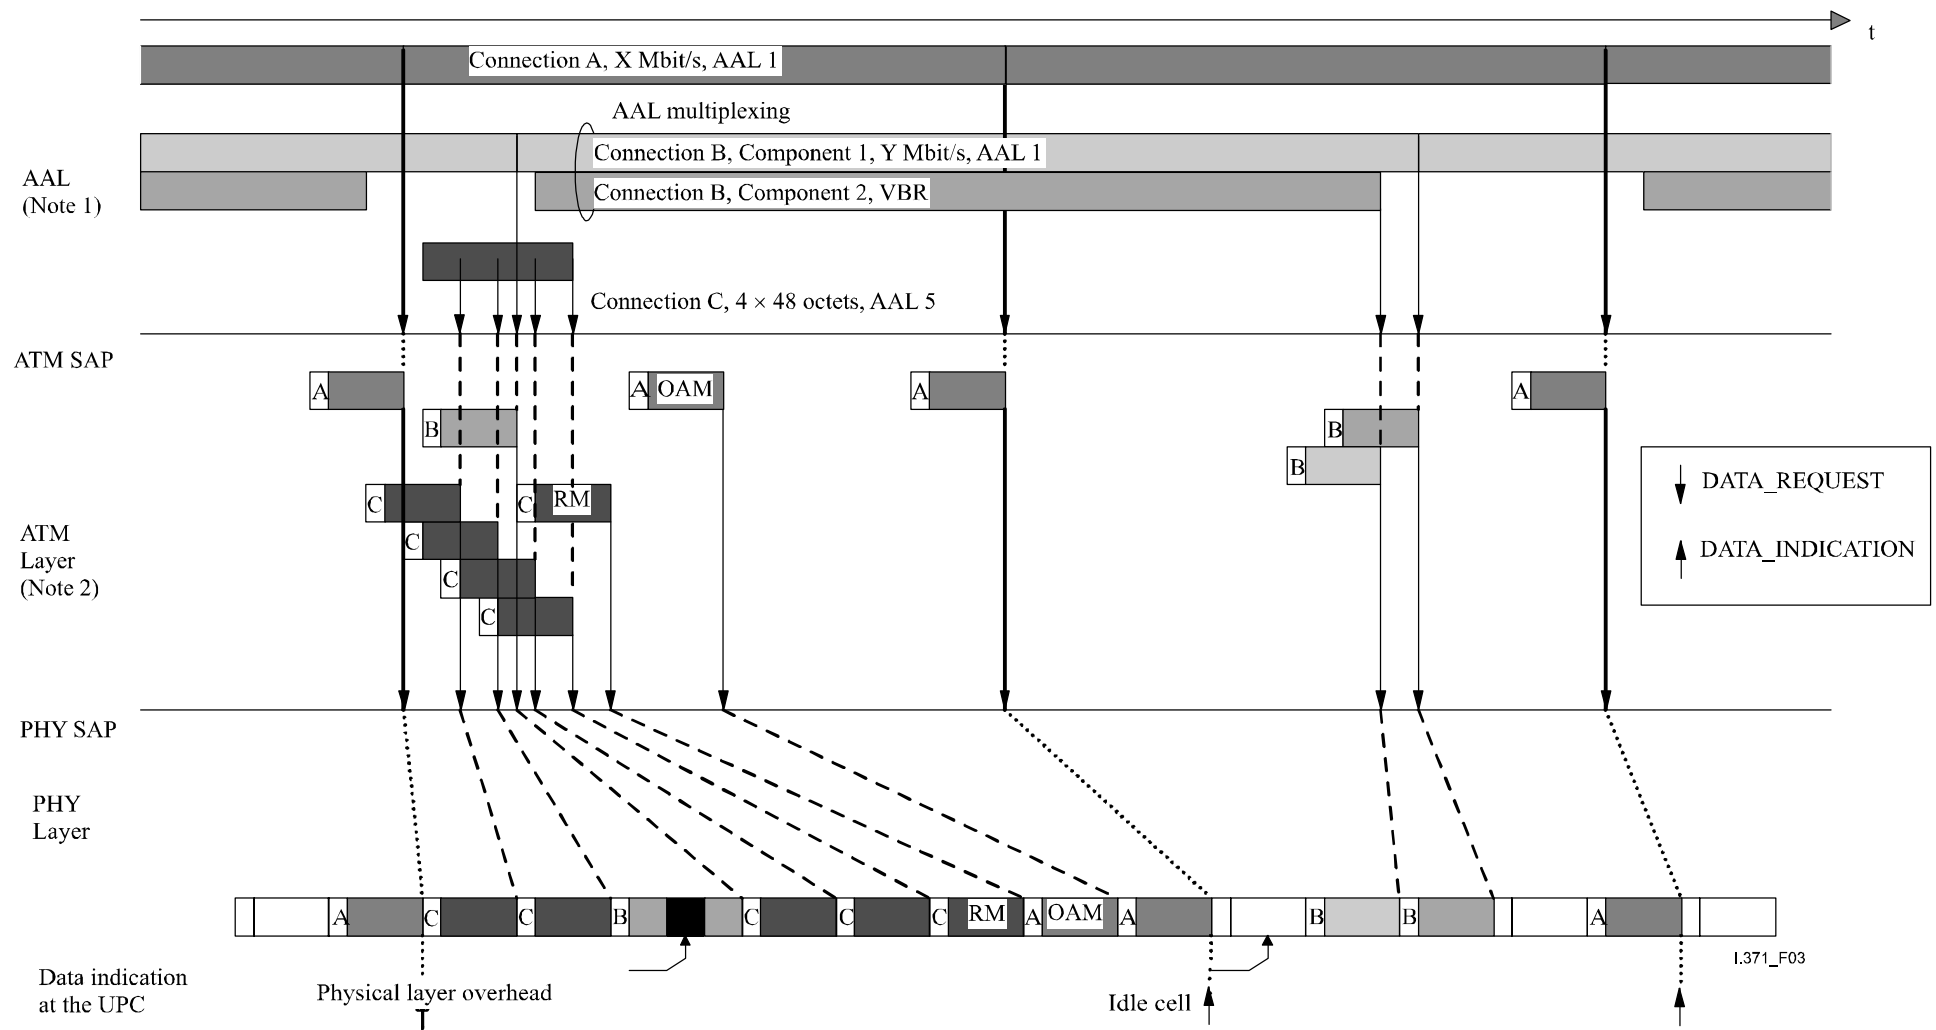 t
Connection A, X Mbit/s, AAL 1
AAL multiplexing
Connection B, Component 1, Y Mbit/s, AAL 1
AAL
(Note 1)
Connection B, Component 2, VBR
Connection C, 4 × 48 octets, AAL 5
ATM SAP
A
A OAM
A
A
B
B
B
C
C RM
C
C
C
DATA_REQUEST
DATA_INDICATION
ATM
Layer
(Note 2)
PHY SAP
PHY
Layer
A C C B C C C RM A OAM A B B A
I.371_F03
Data indication
at the UPC
Physical layer overhead
Idle cell